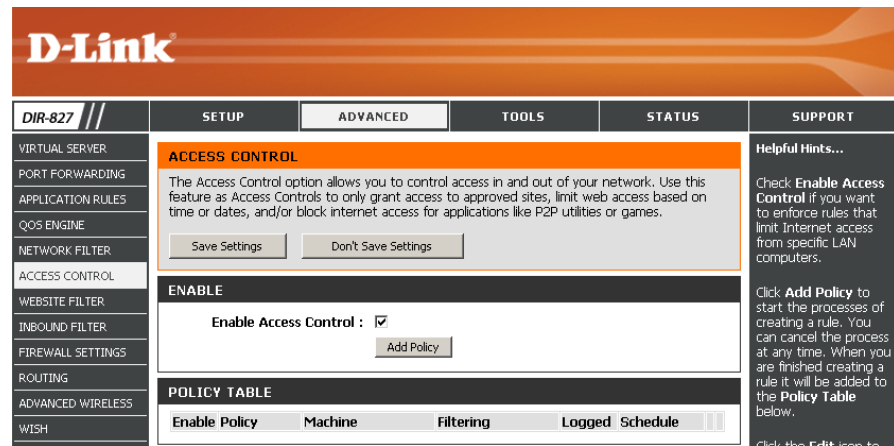 D-Link
DIR-827
SETUP
ADVANCED
TOOLS
STATUS
SUPPORT
VIRTUAL SERVER
PORT FORWARDING
APPLICATION RULES
QOS ENGINE
NETWORK FILTER
ACCESS CONTROL
WEBSITE FILTER
INBOUND FILTER
FIREWALL SETTINGS
ROUTING
ADVANCED WIRELESS
WISH
ACCESS CONTROL
The Access Control option allows you to control access in and out of your network. Use this
feature as Access Controls to only grant access to approved sites, limit web access based on
time or dates, and/or block internet access for applications like P2P utilities or games.
Save Settings
Don't Save Settings
ENABLE
Enable Access Control :
Add Policy
POLICY TABLE
Enable Policy Machine Filtering Logged Schedule
Helpful Hints...
Check Enable Access
Control if you want
to enforce rules that
limit Internet access
from specific LAN
computers.
Click Add Policy to
start the processes of
creating a rule. You
can cancel the process
at any time. When you
are finished creating a
rule it will be added to
the Policy Table
below.
Click the Edit icon to